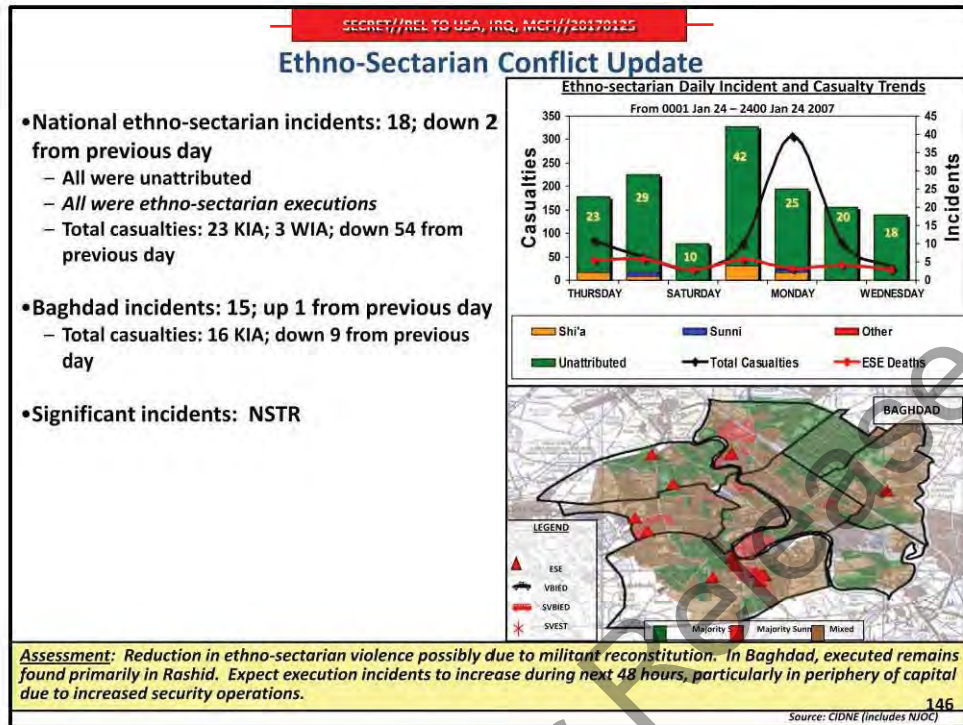 SECRET//REL TO USA, IRQ, MCFI//20170125
Ethno-Sectarian Conflict Update
•National ethno-sectarian incidents: 18; down 2
from previous day
– All were unattributed
– All were ethno-sectarian executions
– Total casualties: 23 KIA; 3 WIA; down 54 from
previous day
•Baghdad incidents: 15; up 1 from previous day
– Total casualties: 16 KIA; down 9 from previous
day
•Significant incidents: NSTR
Ethno-sectarian Daily Incident and Casualty Trends
From 0001 Jan 24 – 2400 Jan 24 2007
Casualties
350
300
250
200
150
100
50
0
23
29
10
42
25
20
18
45
40
35
30
25
20
15
10
5
0
Incidents
THURSDAY SATURDAY MONDAY WEDNESDAY
Shi'a Sunni Other
Unattributed Total Casualties ESE Deaths
BAGHDAD
LEGEND
ESE
VBIED
SVBIED
SVEST
Majority S Majority Sunn Mixed
Release
Assessment: Reduction in ethno-sectarian violence possibly due to militant reconstitution. In Baghdad, executed remains
found primarily in Rashid. Expect execution incidents to increase during next 48 hours, particularly in periphery of capital
due to increased security operations.
146
Source: CIDNE (includes NJOC)